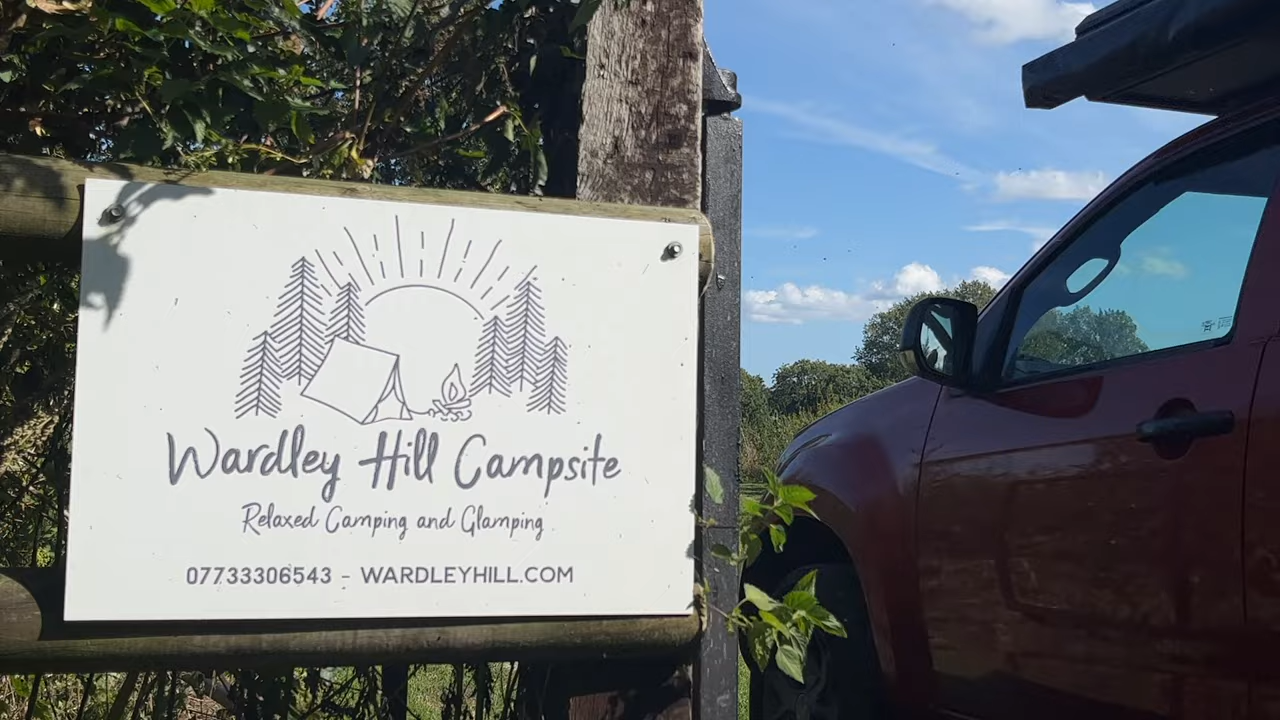 Wardley Hill Campsite
Relaxed Camping and Glamping
07733306543 - WARDLEYHILL.COM